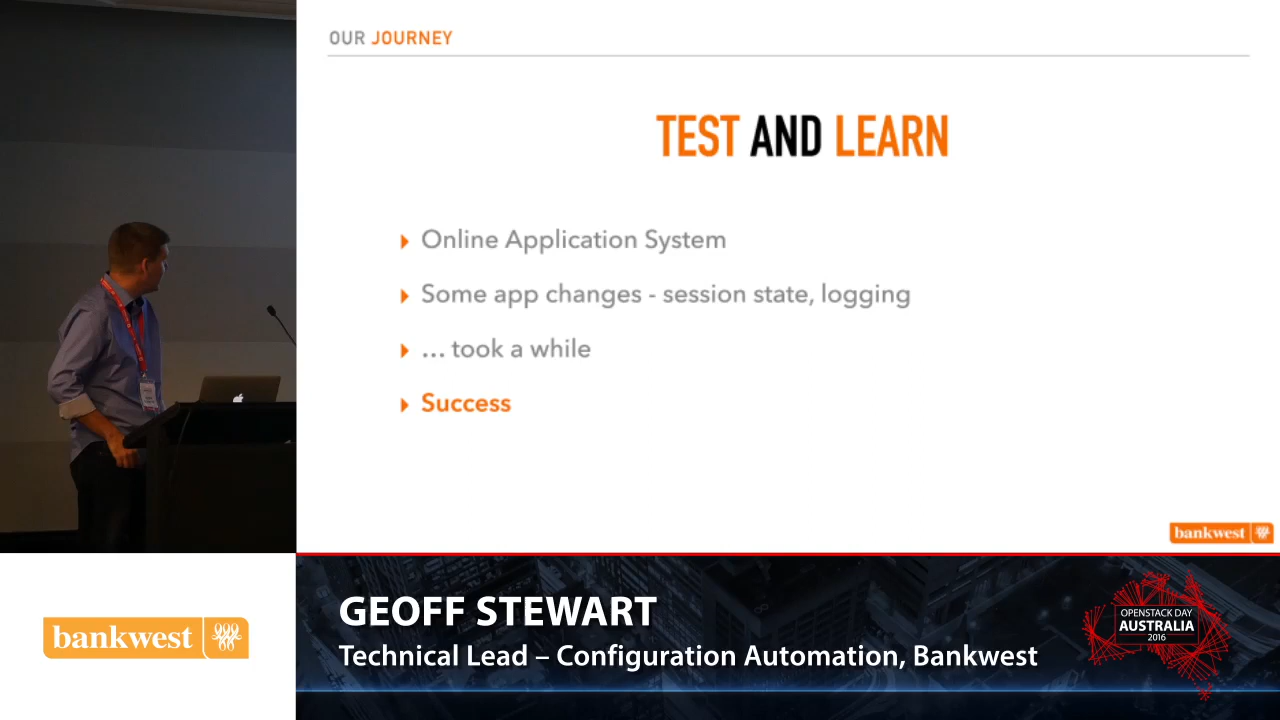 OUR JOURNEY
TEST AND LEARN
Online Application System
Some app changes - session state, logging
... took a while
Success
bankwest
bankwest
GEOFF STEWART
Technical Lead – Configuration Automation, Bankwest
OPENSTACK DAY
AUSTRALIA
2016